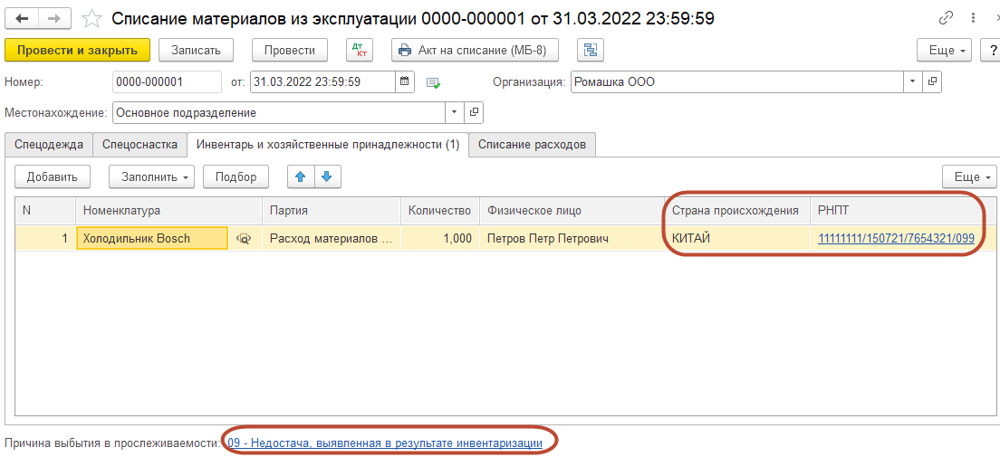 Списание материалов из эксплуатации 0000-000001 от 31.03.2022 23:59:59
Провести и закрыть Записать Провести Дт Кт Акт на списание (МБ-8) Еще ?
Номер: 0000-000001 от: 31.03.2022 23:59:59 Организация: Ромашка ООО
Местонахождение: Основное подразделение
Спецодежда Спецоснастка Инвентарь и хозяйственные принадлежности (1) Списание расходов
Добавить Заполнить Подбор Еще
N Номенклатура Партия Количество Физическое лицо Страна происхождения РНПТ
1 Холодильник Bosch Расход материалов ... 1,000 Петров Петр Петрович КИТАЙ 11111111/150721/7654321/099
Причина выбытия в прослеживаемости: 09 - Недостача, выявленная в результате инвентаризации